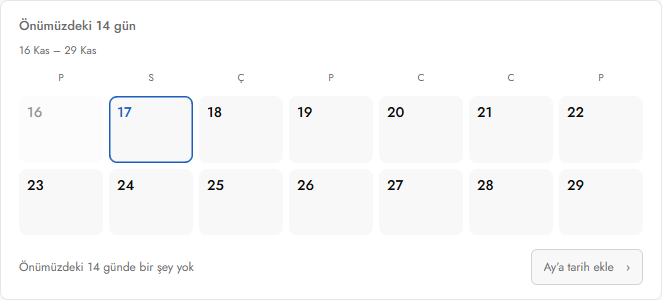 Önümüzdeki 14 gün
16 Kas – 29 Kas
P S Ç P C C P
16 17 18 19 20 21 22
23 24 25 26 27 28 29
Önümüzdeki 14 günde bir şey yok
Ay'a tarih ekle ›